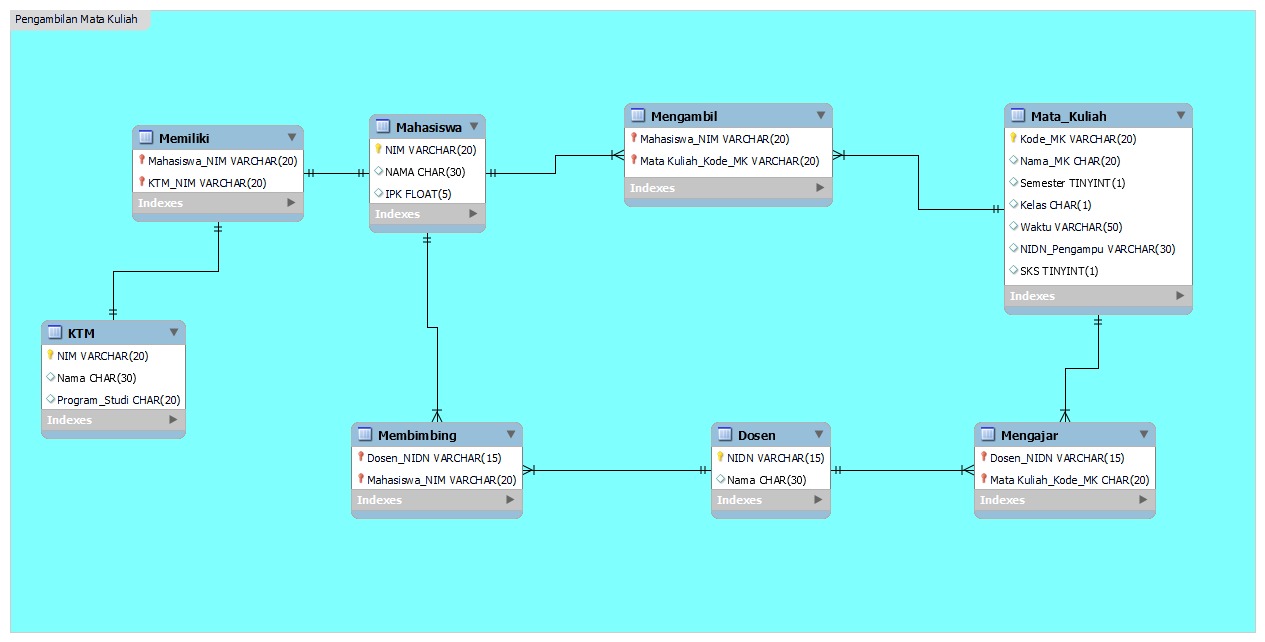 Pengambilan Mata Kuliah
Memiliki
Mahasiswa_NIM VARCHAR(20)
KTM_NIM VARCHAR(20)
Indexes
Mahasiswa
NIM VARCHAR(20)
NAMA CHAR(30)
IPK FLOAT(5)
Indexes
Mengambil
Mahasiswa_NIM VARCHAR(20)
Mata Kuliah_Kode_MK VARCHAR(20)
Indexes
Mata_Kuliah
Kode_MK VARCHAR(20)
Nama_MK CHAR(20)
Semester TINYINT(1)
Kelas CHAR(1)
Waktu VARCHAR(50)
NIDN_Pengampu VARCHAR(30)
SKS TINYINT(1)
Indexes
KTM
NIM VARCHAR(20)
Nama CHAR(30)
Program_Studi CHAR(20)
Indexes
Membimbing
Dosen_NIDN VARCHAR(15)
Mahasiswa_NIM VARCHAR(20)
Indexes
Dosen
NIDN VARCHAR(15)
Nama CHAR(30)
Indexes
Mengajar
Dosen_NIDN VARCHAR(15)
Mata Kuliah_Kode_MK CHAR(20)
Indexes